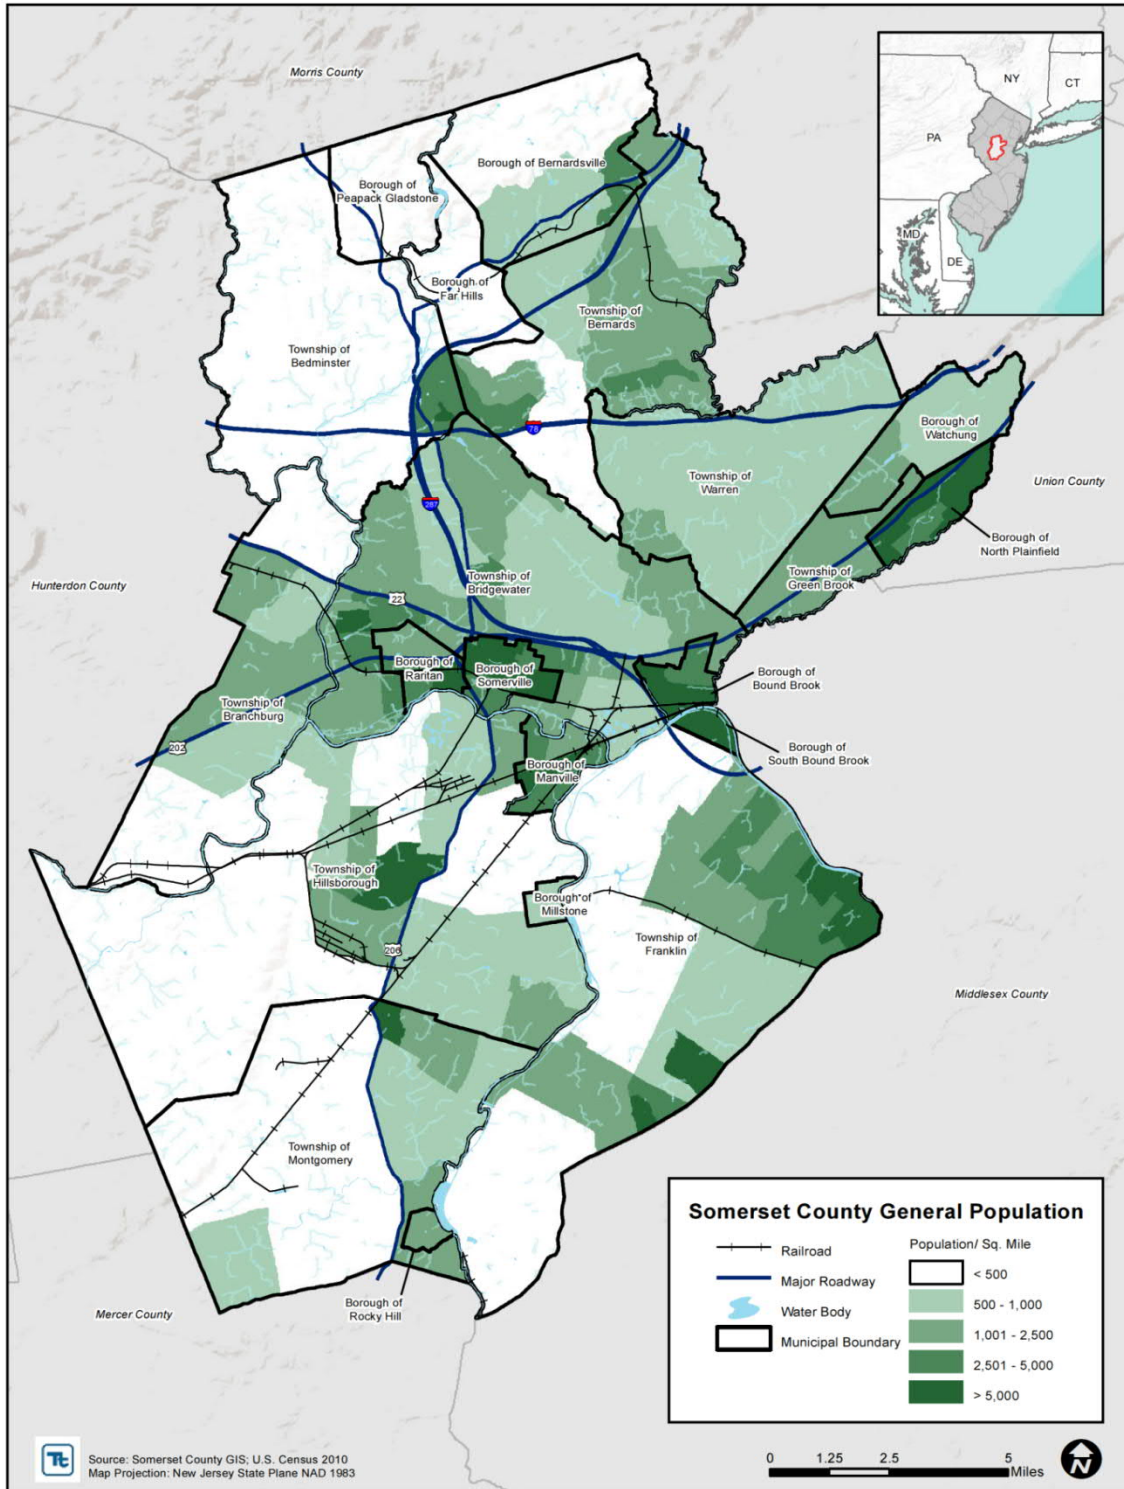 Morris County
NY
CT
PA
MD
DE
Borough of Bernardsville
Borough of
Peapack Gladstone
Borough of
Far Hills
Township of
Bernards
Township of
Bedminster
78
Borough of
Watchung
Township of
Warren
Union County
287
Borough of
North Plainfield
Hunterdon County
Township of
Bridgewater
Township of
Green Brook
22
Borough of
Raritan
Borough of
Somerville
Borough of
Bound Brook
Township of
Branchburg
202
Borough of
South Bound Brook
Borough of
Manville
Township of
Hillsborough
Borough of
Millstone
206
Township of
Franklin
Middlesex County
Township of
Montgomery
Mercer County
Borough of
Rocky Hill
Somerset County General Population
Railroad
Major Roadway
Water Body
Municipal Boundary
Population/ Sq. Mile
< 500
500 - 1,000
1,001 - 2,500
2,501 - 5,000
> 5,000
Tt
Source: Somerset County GIS; U.S. Census 2010
Map Projection: New Jersey State Plane NAD 1983
0 1.25 2.5 5
Miles
N